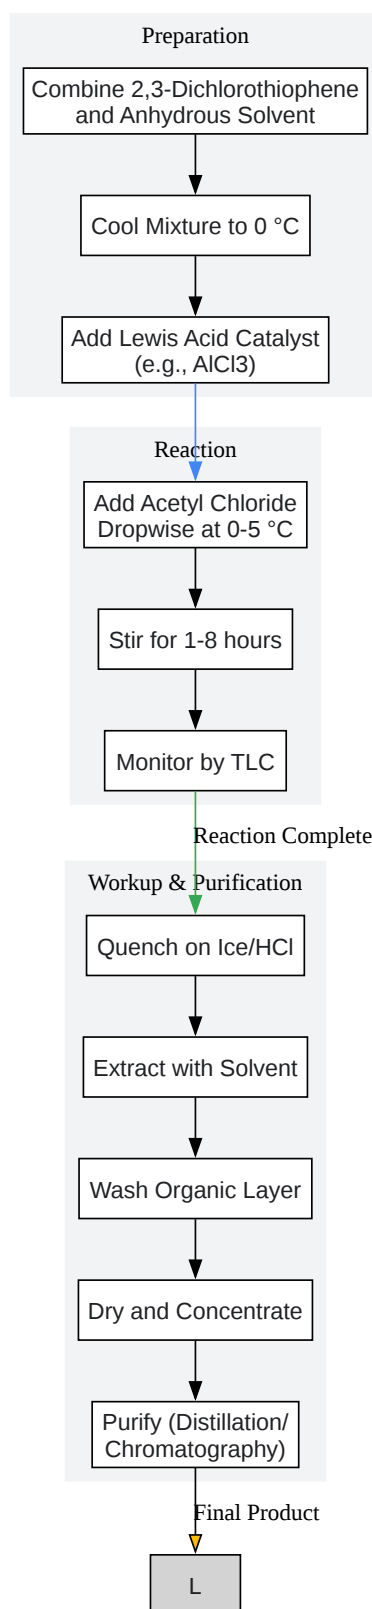 Preparation
Combine 2,3-Dichlorothiophene
and Anhydrous Solvent
Cool Mixture to 0 °C
Add Lewis Acid Catalyst
(e.g., AlCl3)
Reaction
Add Acetyl Chloride
Dropwise at 0-5 °C
Stir for 1-8 hours
Monitor by TLC
Reaction Complete
Workup & Purification
Quench on Ice/HCl
Extract with Solvent
Wash Organic Layer
Dry and Concentrate
Purify (Distillation/
Chromatography)
Final Product
L